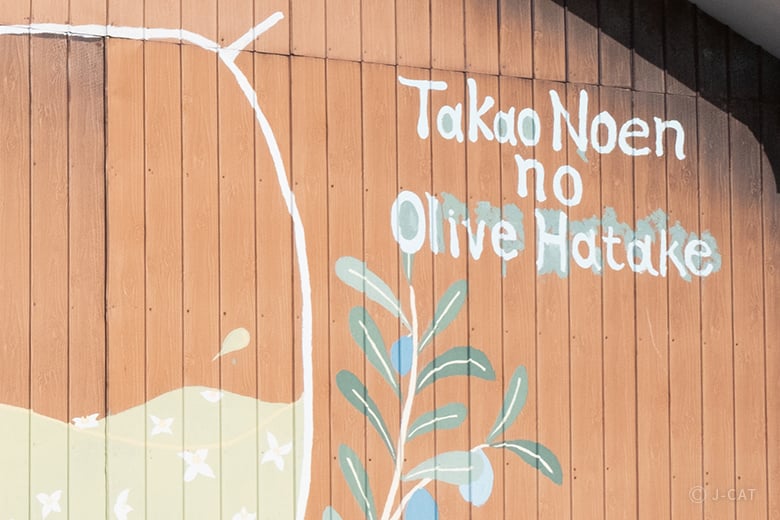 Takao Noen
no
Olive Hatake
© J-CAT